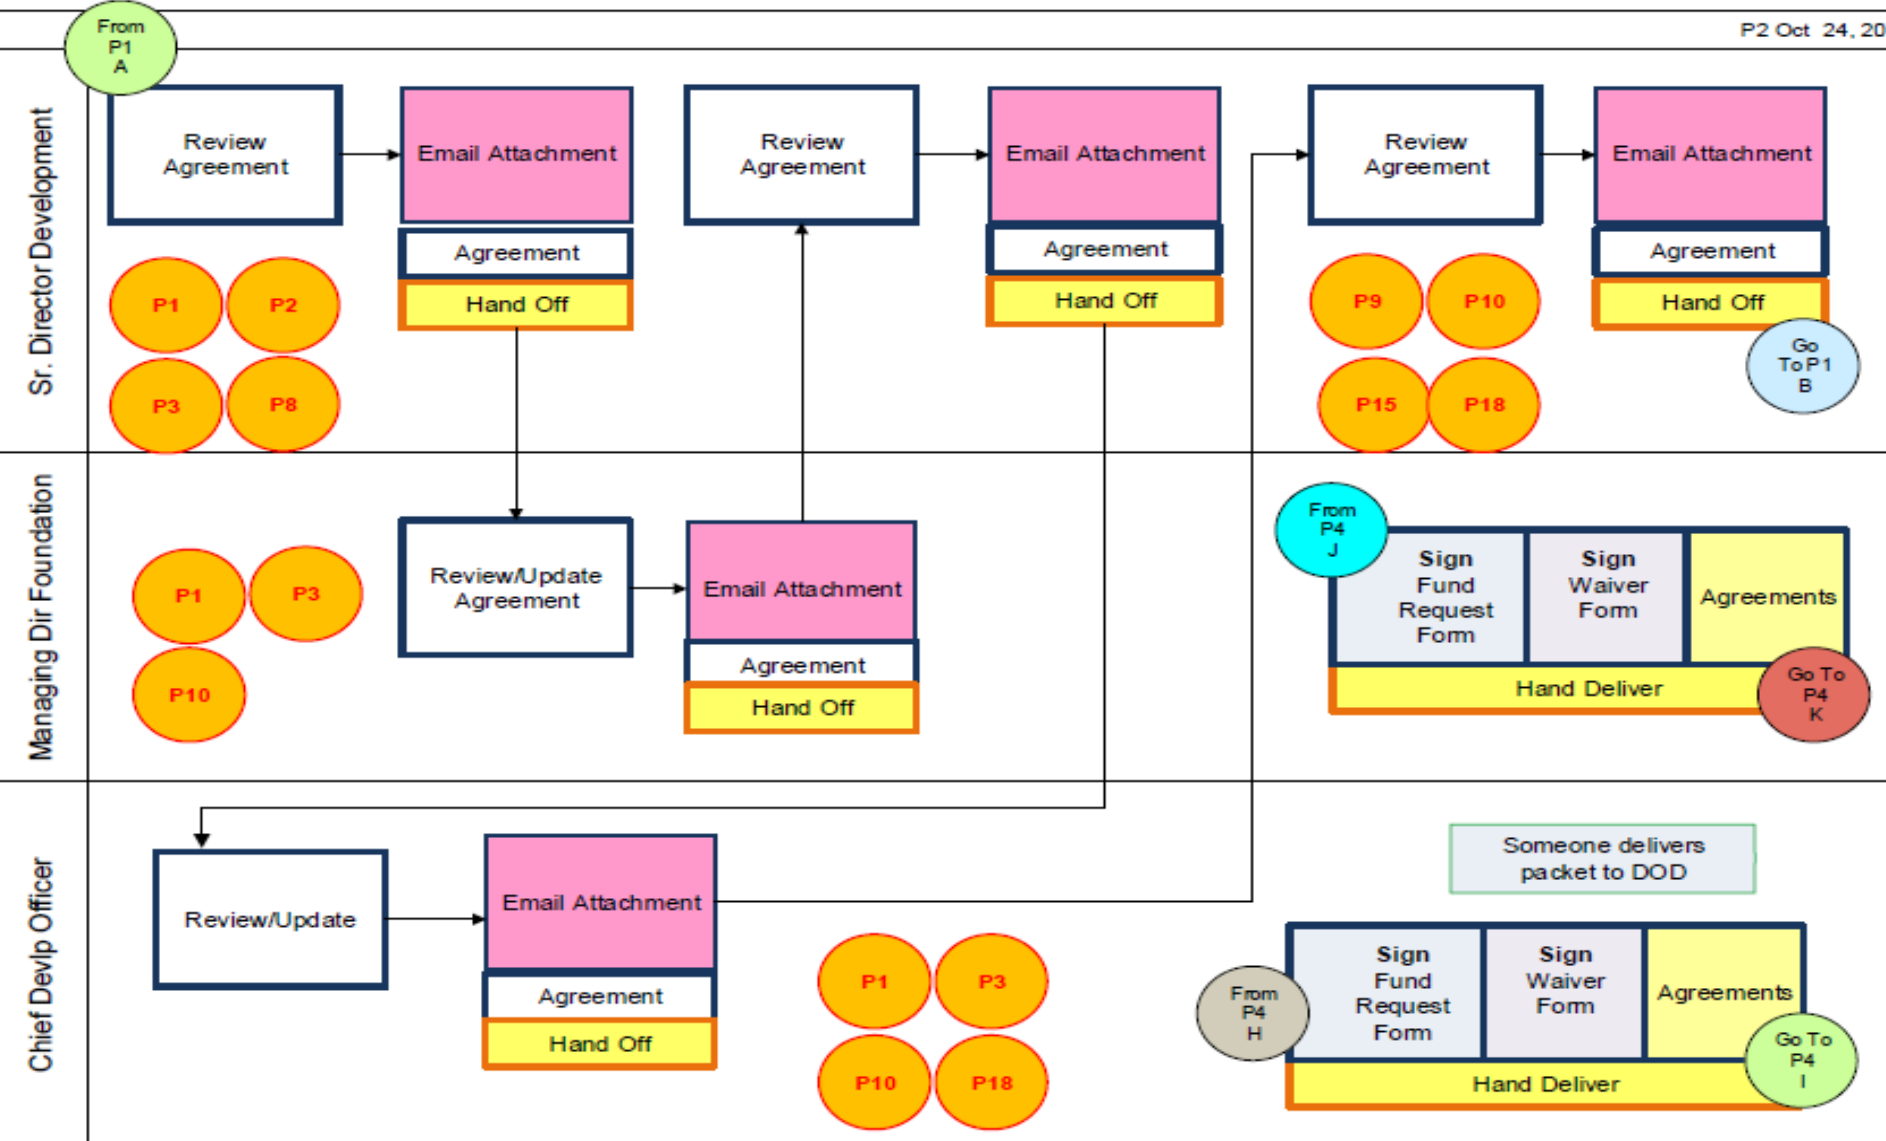 From
P1
A
P2 Oct 24, 20
Sr. Director Development
Review
Agreement
Email Attachment
Agreement
Hand Off
Review
Agreement
Email Attachment
Agreement
Hand Off
Review
Agreement
Email Attachment
Agreement
Hand Off
Go
To P1
B
P1
P2
P3
P8
P9
P10
P15
P18
Managing Dir Foundation
P1
P3
P10
Review/Update
Agreement
Email Attachment
Agreement
Hand Off
From
P4
J
Sign
Fund
Request
Form
Sign
Waiver
Form
Agreements
Hand Deliver
Go To
P4
K
Chief Devlp Officer
Review/Update
Email Attachment
Agreement
Hand Off
P1
P3
P10
P18
Someone delivers
packet to DOD
From
P4
H
Sign
Fund
Request
Form
Sign
Waiver
Form
Agreements
Hand Deliver
Go To
P4
I